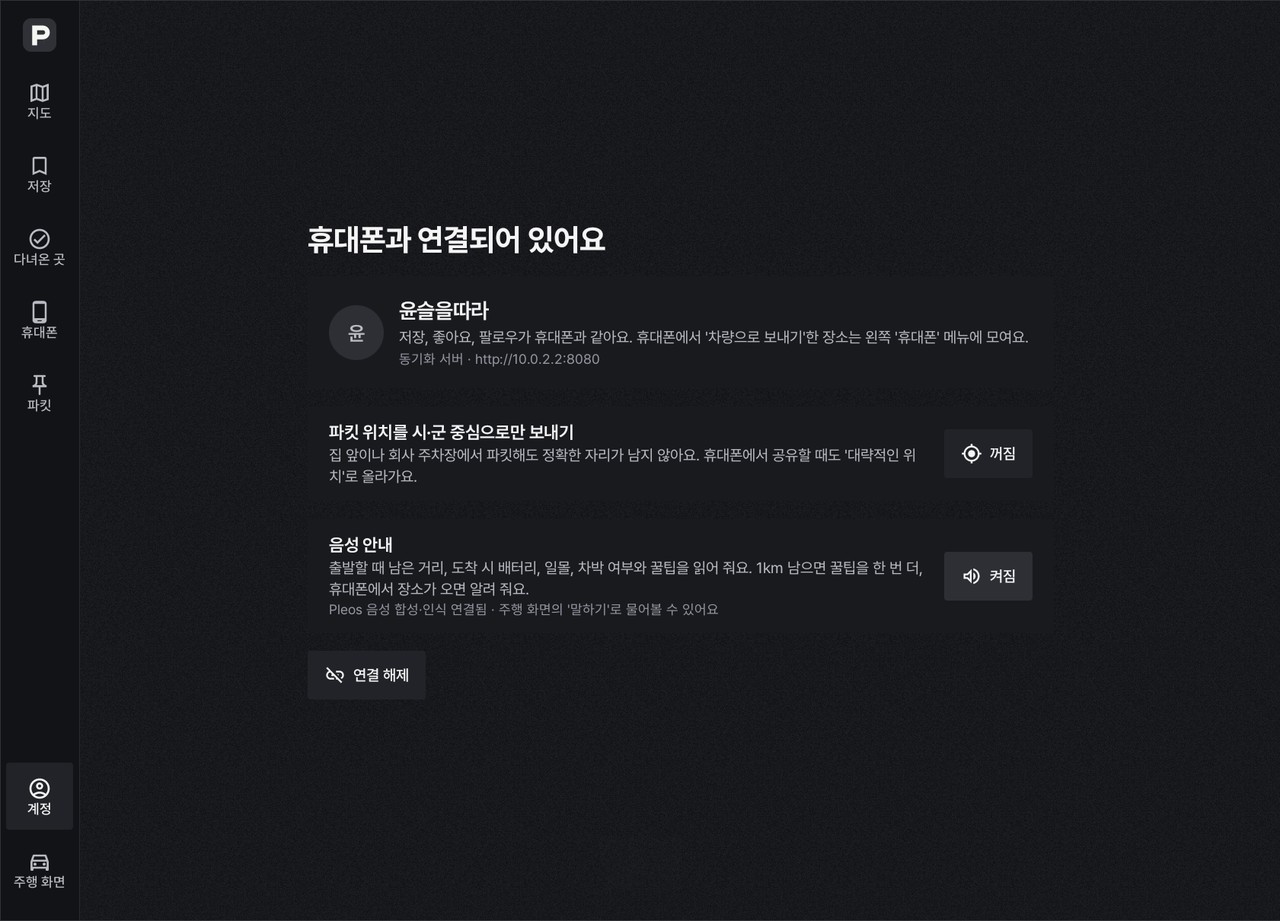 P
지도
저장
다녀온 곳
휴대폰
파킷
계정
주행 화면
휴대폰과 연결되어 있어요
윤
윤슬을따라
저장, 좋아요, 팔로우가 휴대폰과 같아요. 휴대폰에서 '차량으로 보내기'한 장소는 왼쪽 '휴대폰' 메뉴에 모여요.
동기화 서버 · http://10.0.2.2:8080
파킷 위치를 시·군 중심으로만 보내기
집 앞이나 회사 주차장에서 파킷해도 정확한 자리가 남지 않아요. 휴대폰에서 공유할 때도 '대략적인 위
치'로 올라가요.
꺼짐
음성 안내
출발할 때 남은 거리, 도착 시 배터리, 일몰, 차박 여부와 꿀팁을 읽어 줘요. 1km 남으면 꿀팁을 한 번 더,
휴대폰에서 장소가 오면 알려 줘요.
Pleos 음성 합성·인식 연결됨 · 주행 화면의 '말하기'로 물어볼 수 있어요
켜짐
연결 해제